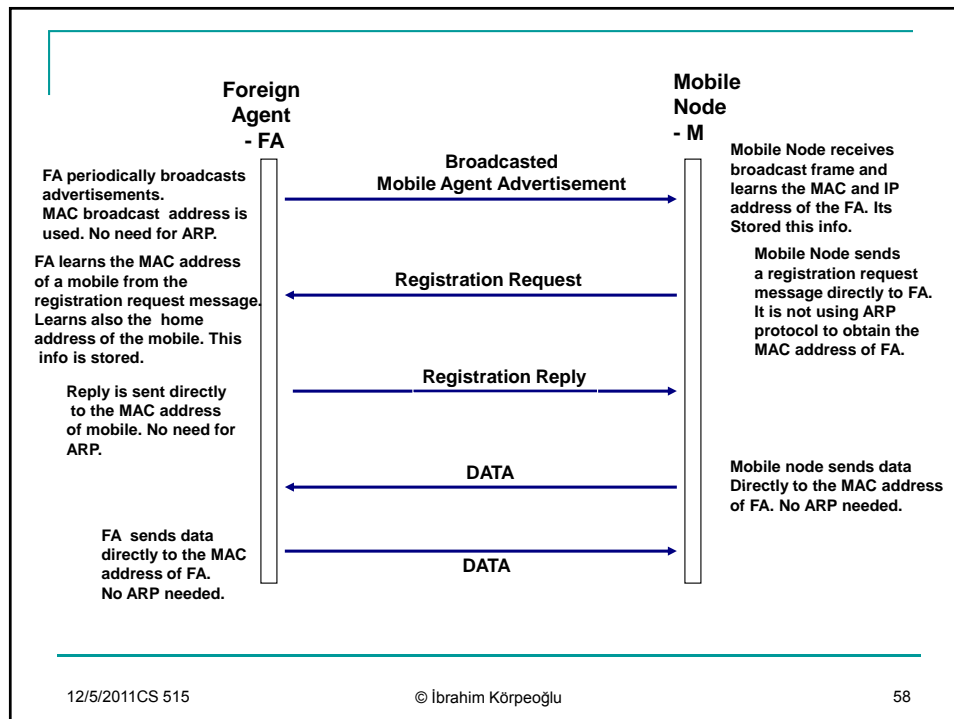 Foreign
Agent
- FA
Mobile
Node
- M
FA periodically broadcasts
advertisements.
MAC broadcast address is
used. No need for ARP.
Broadcasted
Mobile Agent Advertisement
Mobile Node receives
broadcast frame and
learns the MAC and IP
address of the FA. Its
Stored this info.
FA learns the MAC address
of a mobile from the
registration request message.
Learns also the home
address of the mobile. This
info is stored.
Registration Request
Mobile Node sends
a registration request
message directly to FA.
It is not using ARP
protocol to obtain the
MAC address of FA.
Reply is sent directly
to the MAC address
of mobile. No need for
ARP.
Registration Reply
DATA
Mobile node sends data
Directly to the MAC address
of FA. No ARP needed.
FA sends data
directly to the MAC
address of FA.
No ARP needed.
DATA
12/5/2011CS 515
© İbrahim Körpeoğlu
58